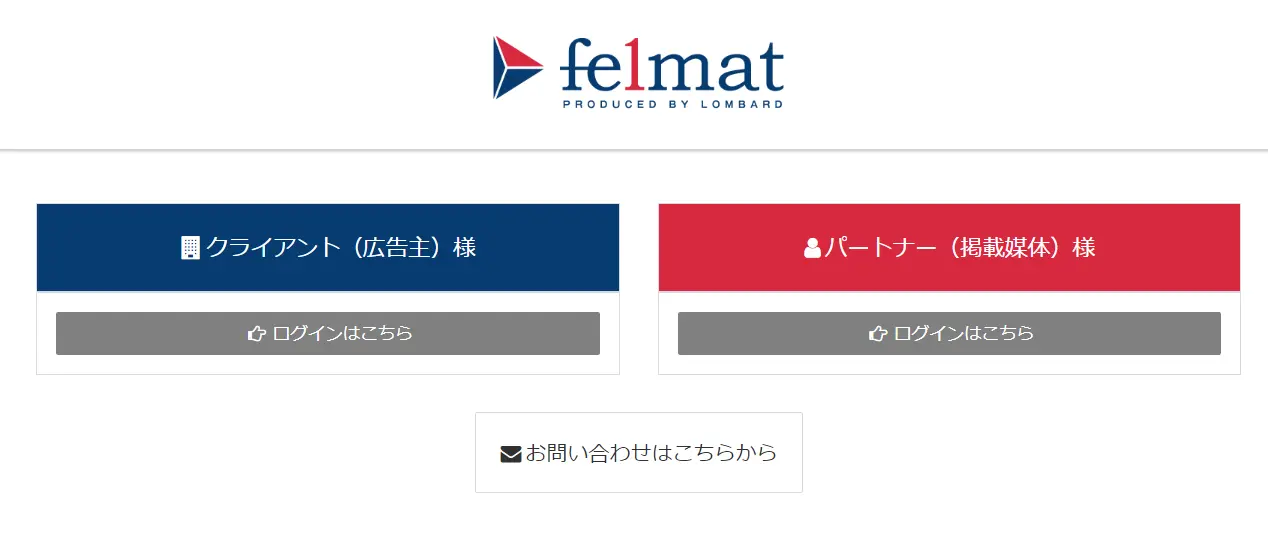 felmat
PRODUCED BY LOMBARD
クライアント（広告主）様
パートナー（掲載媒体）様
ログインはこちら
ログインはこちら
お問い合わせはこちらから